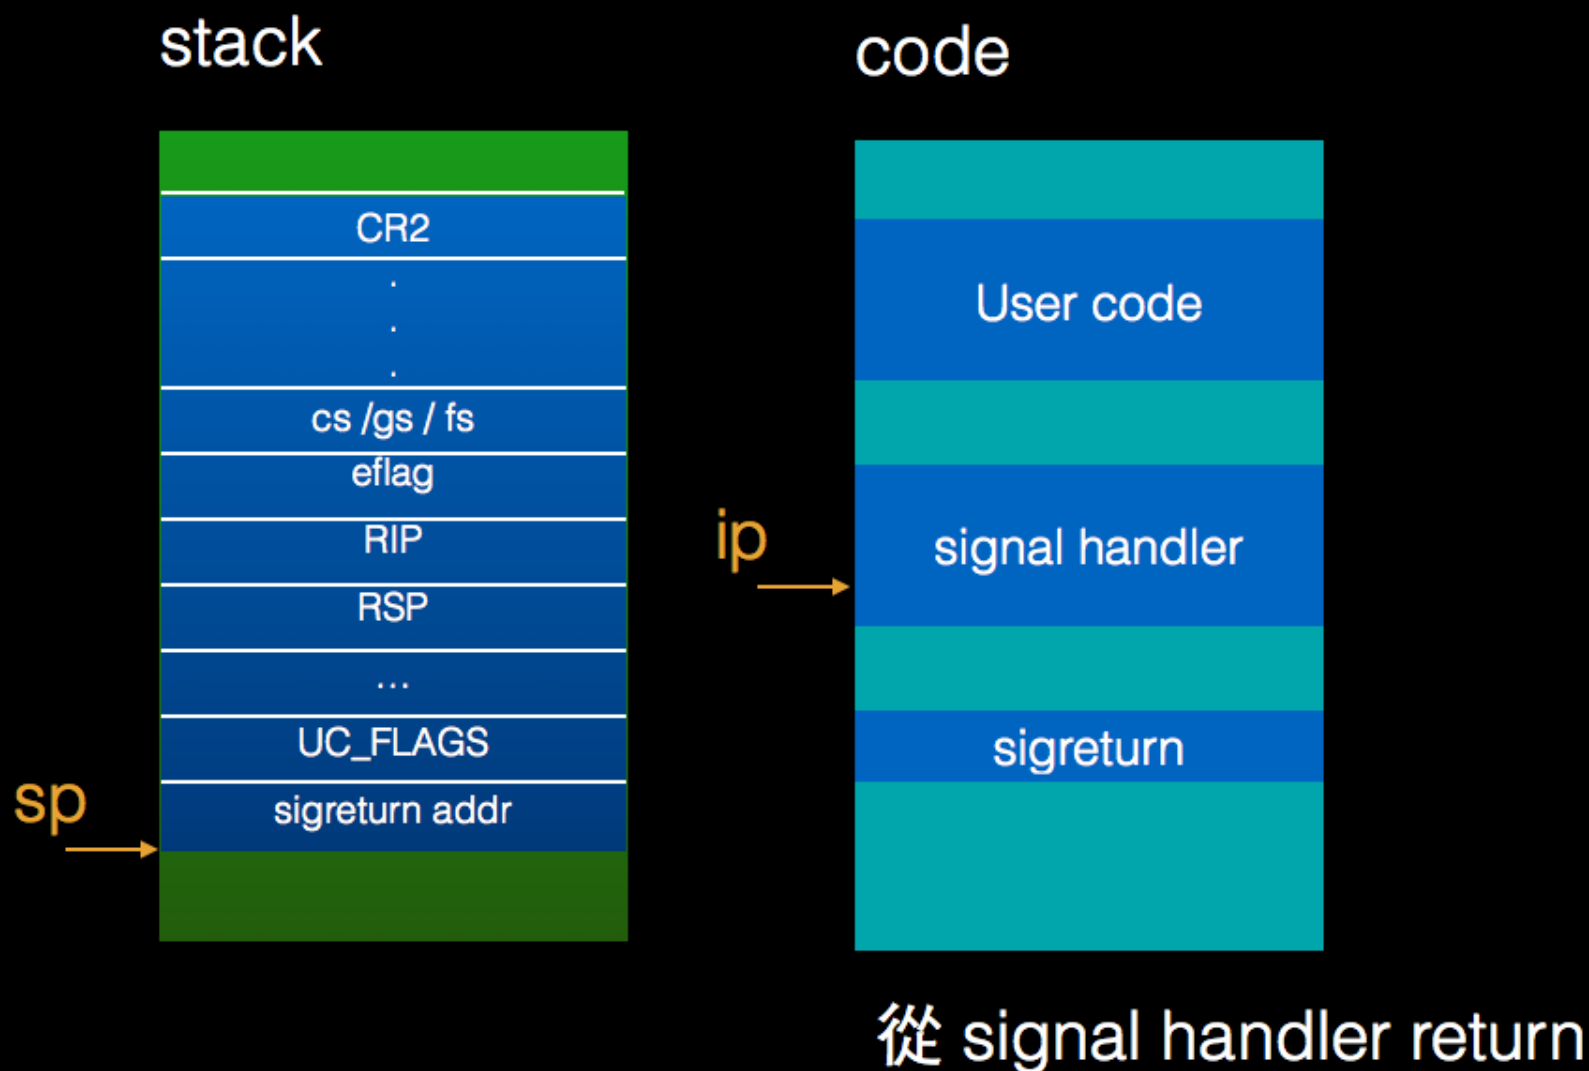 stack
CR2
.
.
.
cs /gs / fs
eflag
RIP
RSP
...
UC_FLAGS
sigreturn addr
sp
code
User code
signal handler
sigreturn
ip
從 signal handler return